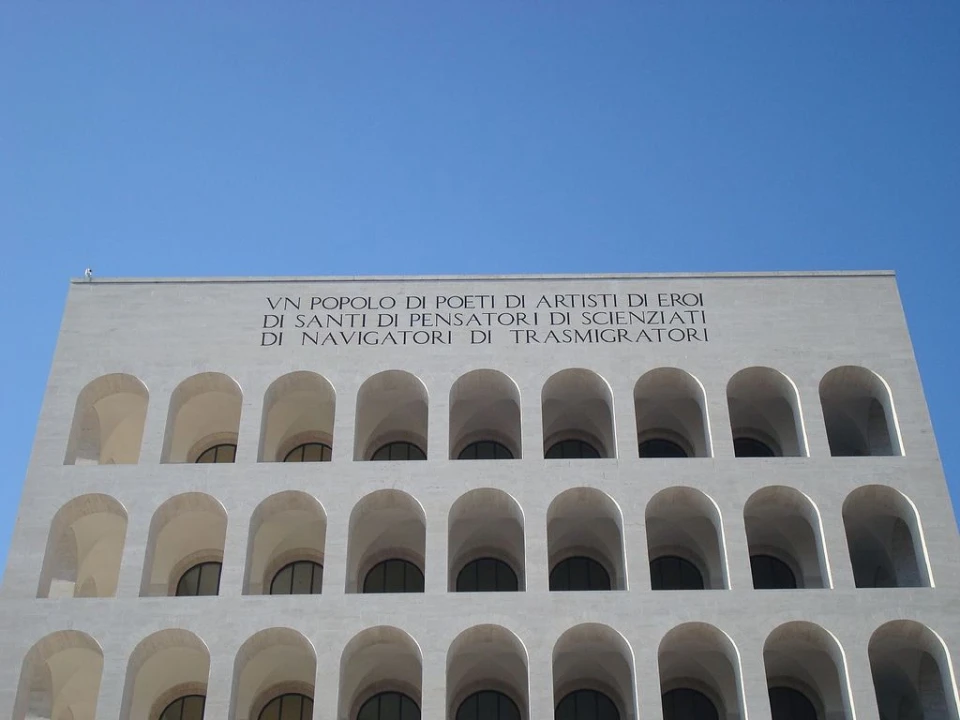 VN POPOLO DI POETI DI ARTISTI DI EROI
DI SANTI DI PENSATORI DI SCIENZIATI
DI NAVIGATORI DI TRASMIGRATORI